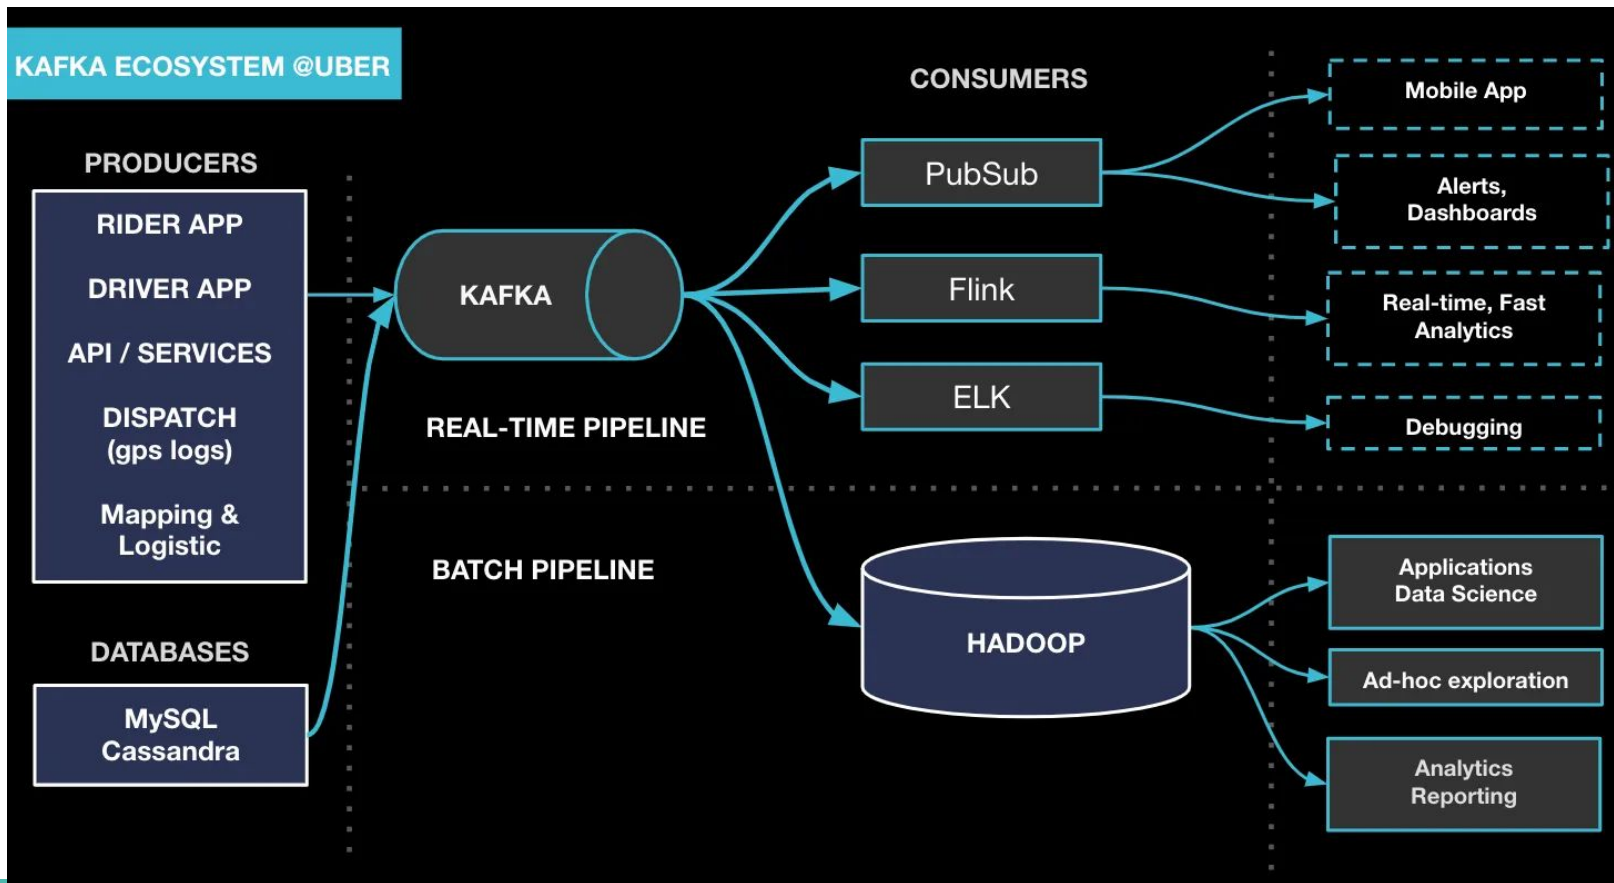 KAFKA ECOSYSTEM @UBER
PRODUCERS
RIDER APP
DRIVER APP
API / SERVICES
DISPATCH
(gps logs)
Mapping &
Logistic
DATABASES
MySQL
Cassandra
KAFKA
REAL-TIME PIPELINE
BATCH PIPELINE
CONSUMERS
PubSub
Flink
ELK
HADOOP
Mobile App
Alerts,
Dashboards
Real-time, Fast
Analytics
Debugging
Applications
Data Science
Ad-hoc exploration
Analytics
Reporting